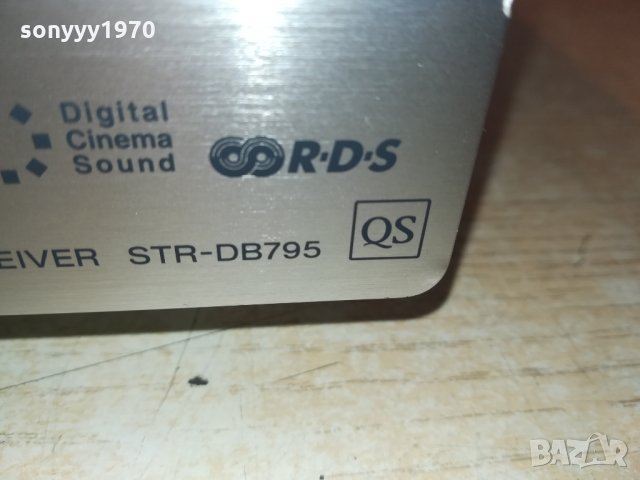 sonyyy1970
Digital
Cinema
Sound
R·D·S
EIVER STR-DB795
QS
BAZAR